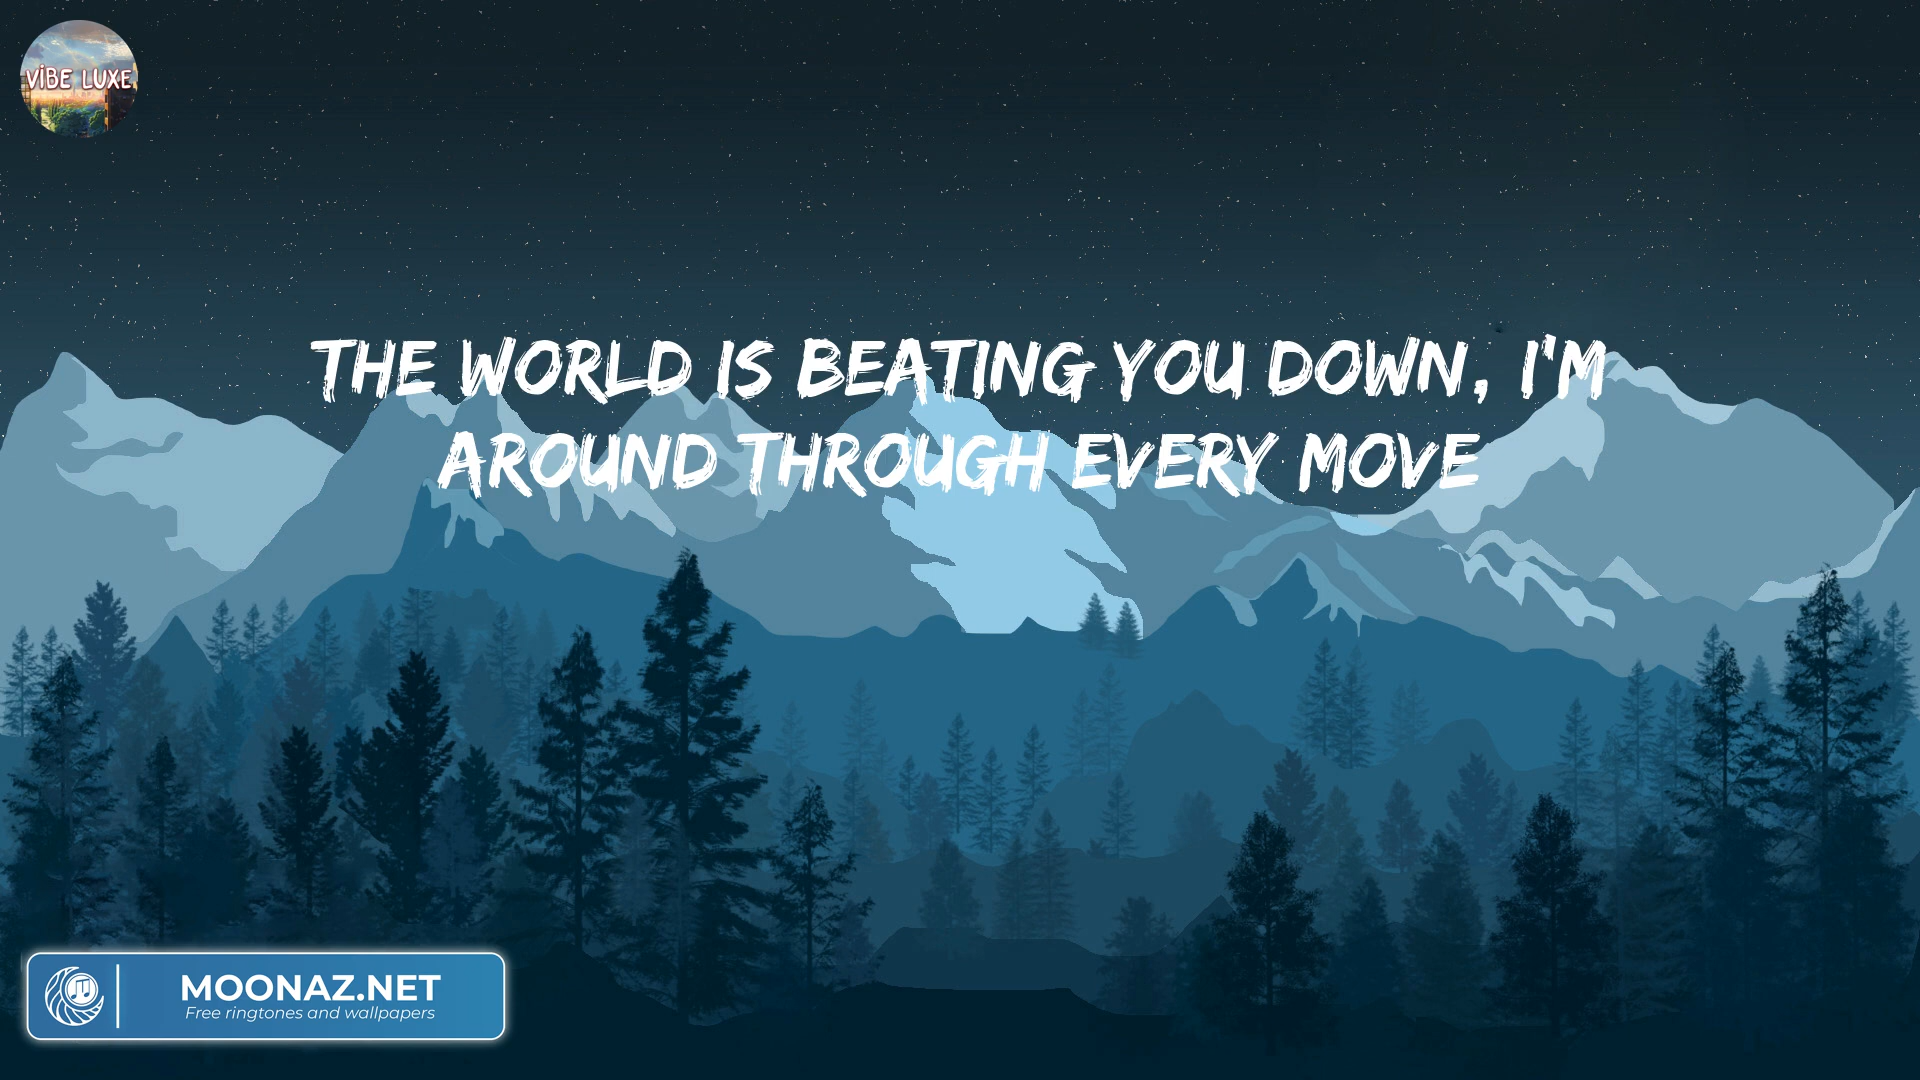 VIBE LUXE
THE WORLD IS BEATING YOU DOWN, I'M
AROUND THROUGH EVERY MOVE
MOONAZ.NET
Free ringtones and wallpapers